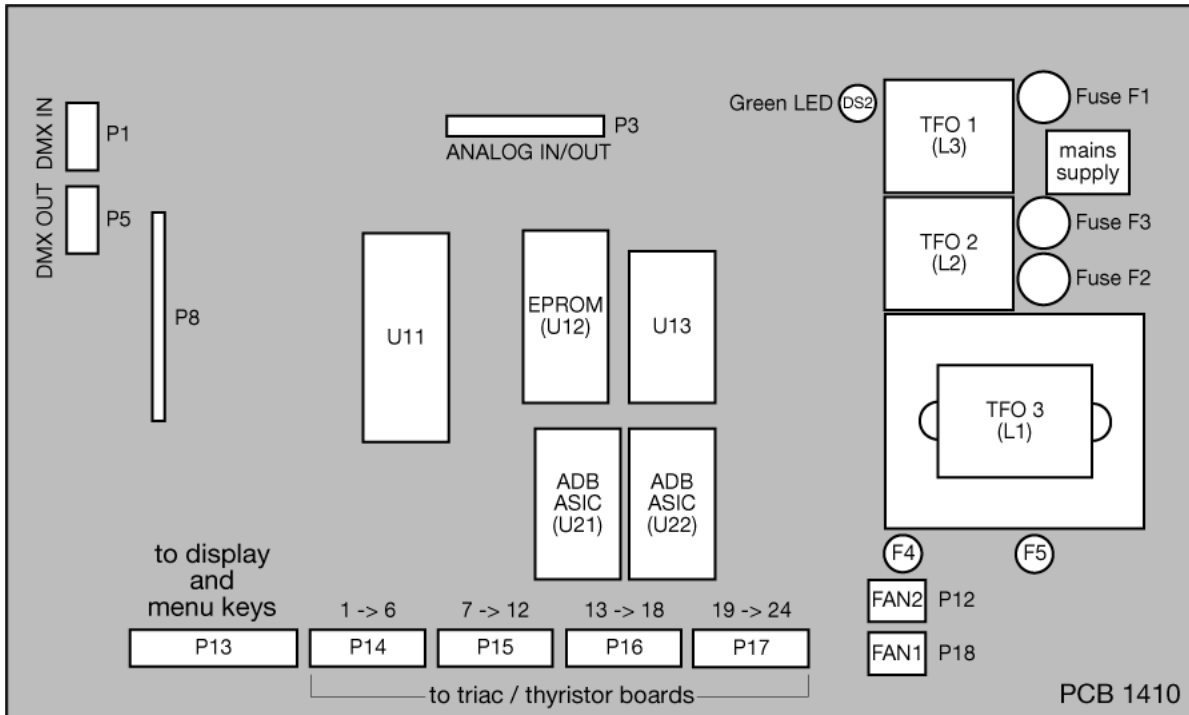 DMX IN
P1
DMX OUT
P5
P8
P3
ANALOG IN/OUT
Green LED
DS2
TFO 1
(L3)
Fuse F1
mains
supply
TFO 2
(L2)
Fuse F3
Fuse F2
U11
EPROM
(U12)
U13
TFO 3
(L1)
ADB
ASIC
(U21)
ADB
ASIC
(U22)
F4
F5
to display
and
menu keys
1 -> 6
7 -> 12
13 -> 18
19 -> 24
FAN2
P12
P13
P14
P15
P16
P17
FAN1
P18
to triac / thyristor boards
PCB 1410